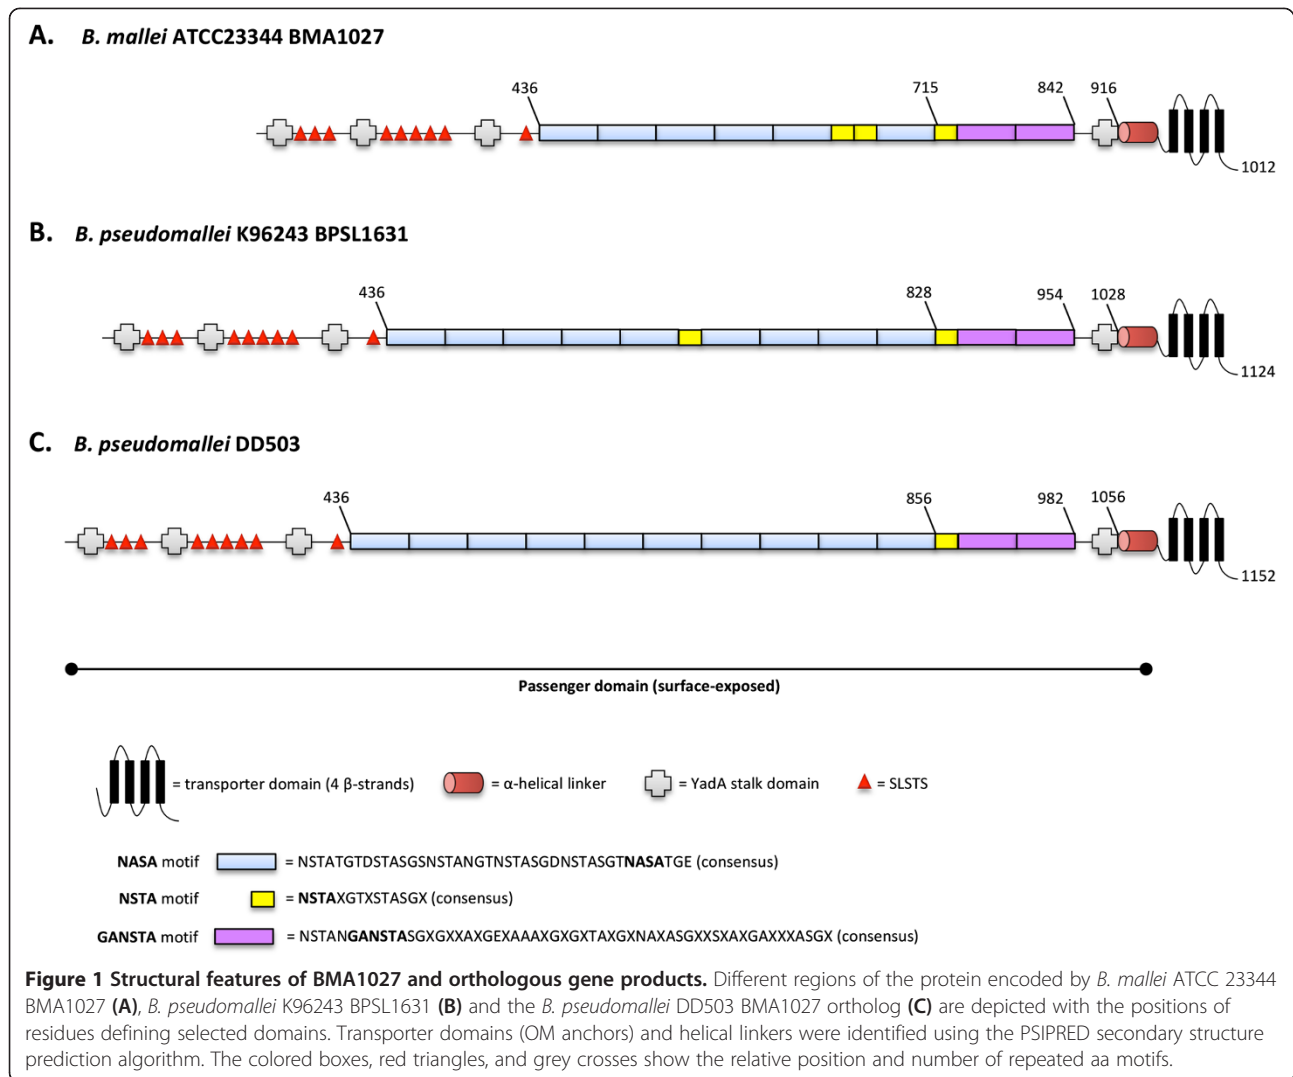 A. B. mallei ATCC23344 BMA1027
436 715 842 916
1012
B. B. pseudomallei K96243 BPSL1631
436 828 954 1028
1124
C. B. pseudomallei DD503
436 856 982 1056
1152
Passenger domain (surface-exposed)
= transporter domain (4 β-strands) = α-helical linker = YadA stalk domain = SLSTS
NASA motif = NSTATGTDSTASGSNSTANGTNSTASGDNSTASGTNASATGE (consensus)
NSTA motif = NSTAXGTXSTASGX (consensus)
GANSTA motif = NSTANGANSTASGXGXXAXGEXAAAXGXGXTAXGXNAXASGXXSXAXGAXXXASGX (consensus)
Figure 1 Structural features of BMA1027 and orthologous gene products. Different regions of the protein encoded by B. mallei ATCC 23344
BMA1027 (A), B. pseudomallei K96243 BPSL1631 (B) and the B. pseudomallei DD503 BMA1027 ortholog (C) are depicted with the positions of
residues defining selected domains. Transporter domains (OM anchors) and helical linkers were identified using the PSIPRED secondary structure
prediction algorithm. The colored boxes, red triangles, and grey crosses show the relative position and number of repeated aa motifs.